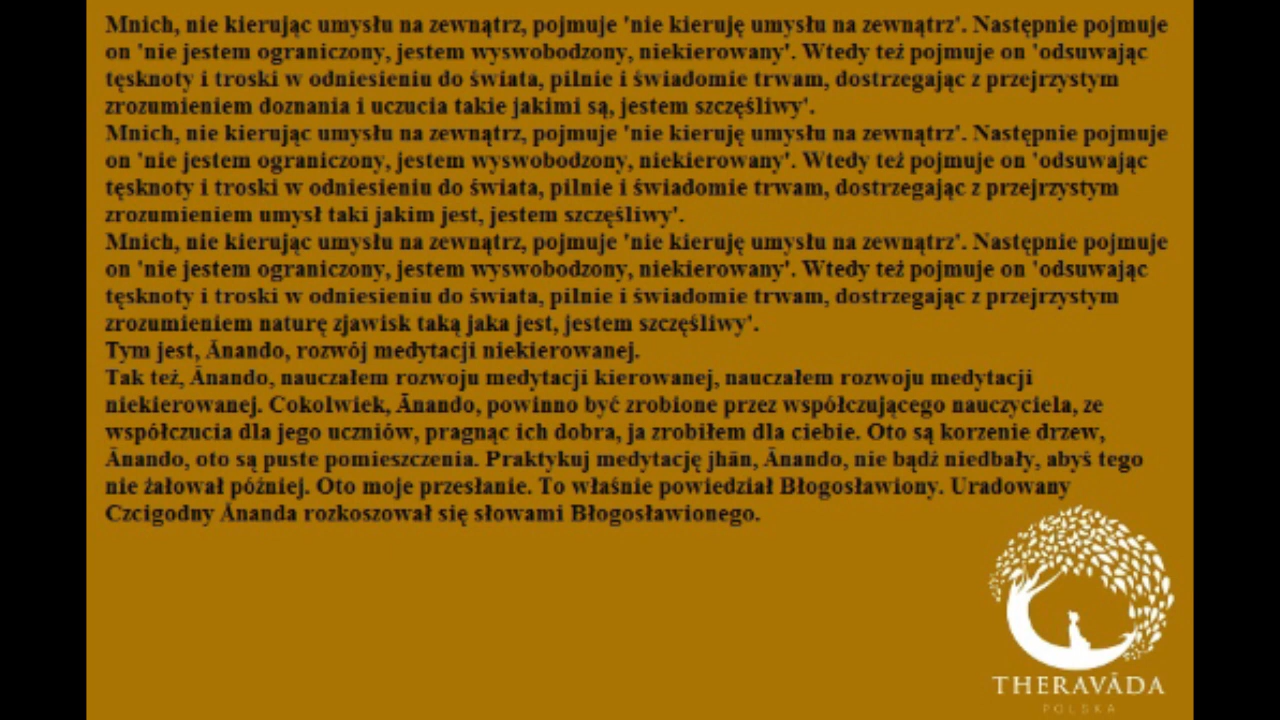 Mnich, nie kierując umysłu na zewnątrz, pojmuje 'nie kieruję umysłu na zewnątrz'. Następnie pojmuje
on 'nie jestem ograniczony, jestem wyswobodzony, niekierowany'. Wtedy też pojmuje on 'odsuwając
tęsknoty i troski w odniesieniu do świata, pilnie i świadomie trwam, dostrzegając z przejrzystym
zrozumieniem doznania i uczucia takie jakimi są, jestem szczęśliwy'.
Mnich, nie kierując umysłu na zewnątrz, pojmuje 'nie kieruję umysłu na zewnątrz'. Następnie pojmuje
on 'nie jestem ograniczony, jestem wyswobodzony, niekierowany'. Wtedy też pojmuje on 'odsuwając
tęsknoty i troski w odniesieniu do świata, pilnie i świadomie trwam, dostrzegając z przejrzystym
zrozumieniem umysł taki jakim jest, jestem szczęśliwy'.
Mnich, nie kierując umysłu na zewnątrz, pojmuje 'nie kieruję umysłu na zewnątrz'. Następnie pojmuje
on 'nie jestem ograniczony, jestem wyswobodzony, niekierowany'. Wtedy też pojmuje on 'odsuwając
tęsknoty i troski w odniesieniu do świata, pilnie i świadomie trwam, dostrzegając z przejrzystym
zrozumieniem naturę zjawisk taką jaka jest, jestem szczęśliwy'.
Tym jest, Ānando, rozwój medytacji niekierowanej.
Tak też, Ānando, nauczałem rozwoju medytacji kierowanej, nauczałem rozwoju medytacji
niekierowanej. Cokolwiek, Ānando, powinno być zrobione przez współczującego nauczyciela, ze
współczucia dla jego uczniów, pragnąc ich dobra, ja zrobiłem dla ciebie. Oto są korzenie drzew,
Ānando, oto są puste pomieszczenia. Praktykuj medytację jhān, Ānando, nie bądź niedbały, abyś tego
nie żałował później. Oto moje przesłanie. To właśnie powiedział Błogosławiony. Uradowany
Czcigodny Ānanda rozkoszował się słowami Błogosławionego.
THERAVĀDA
POLSKA